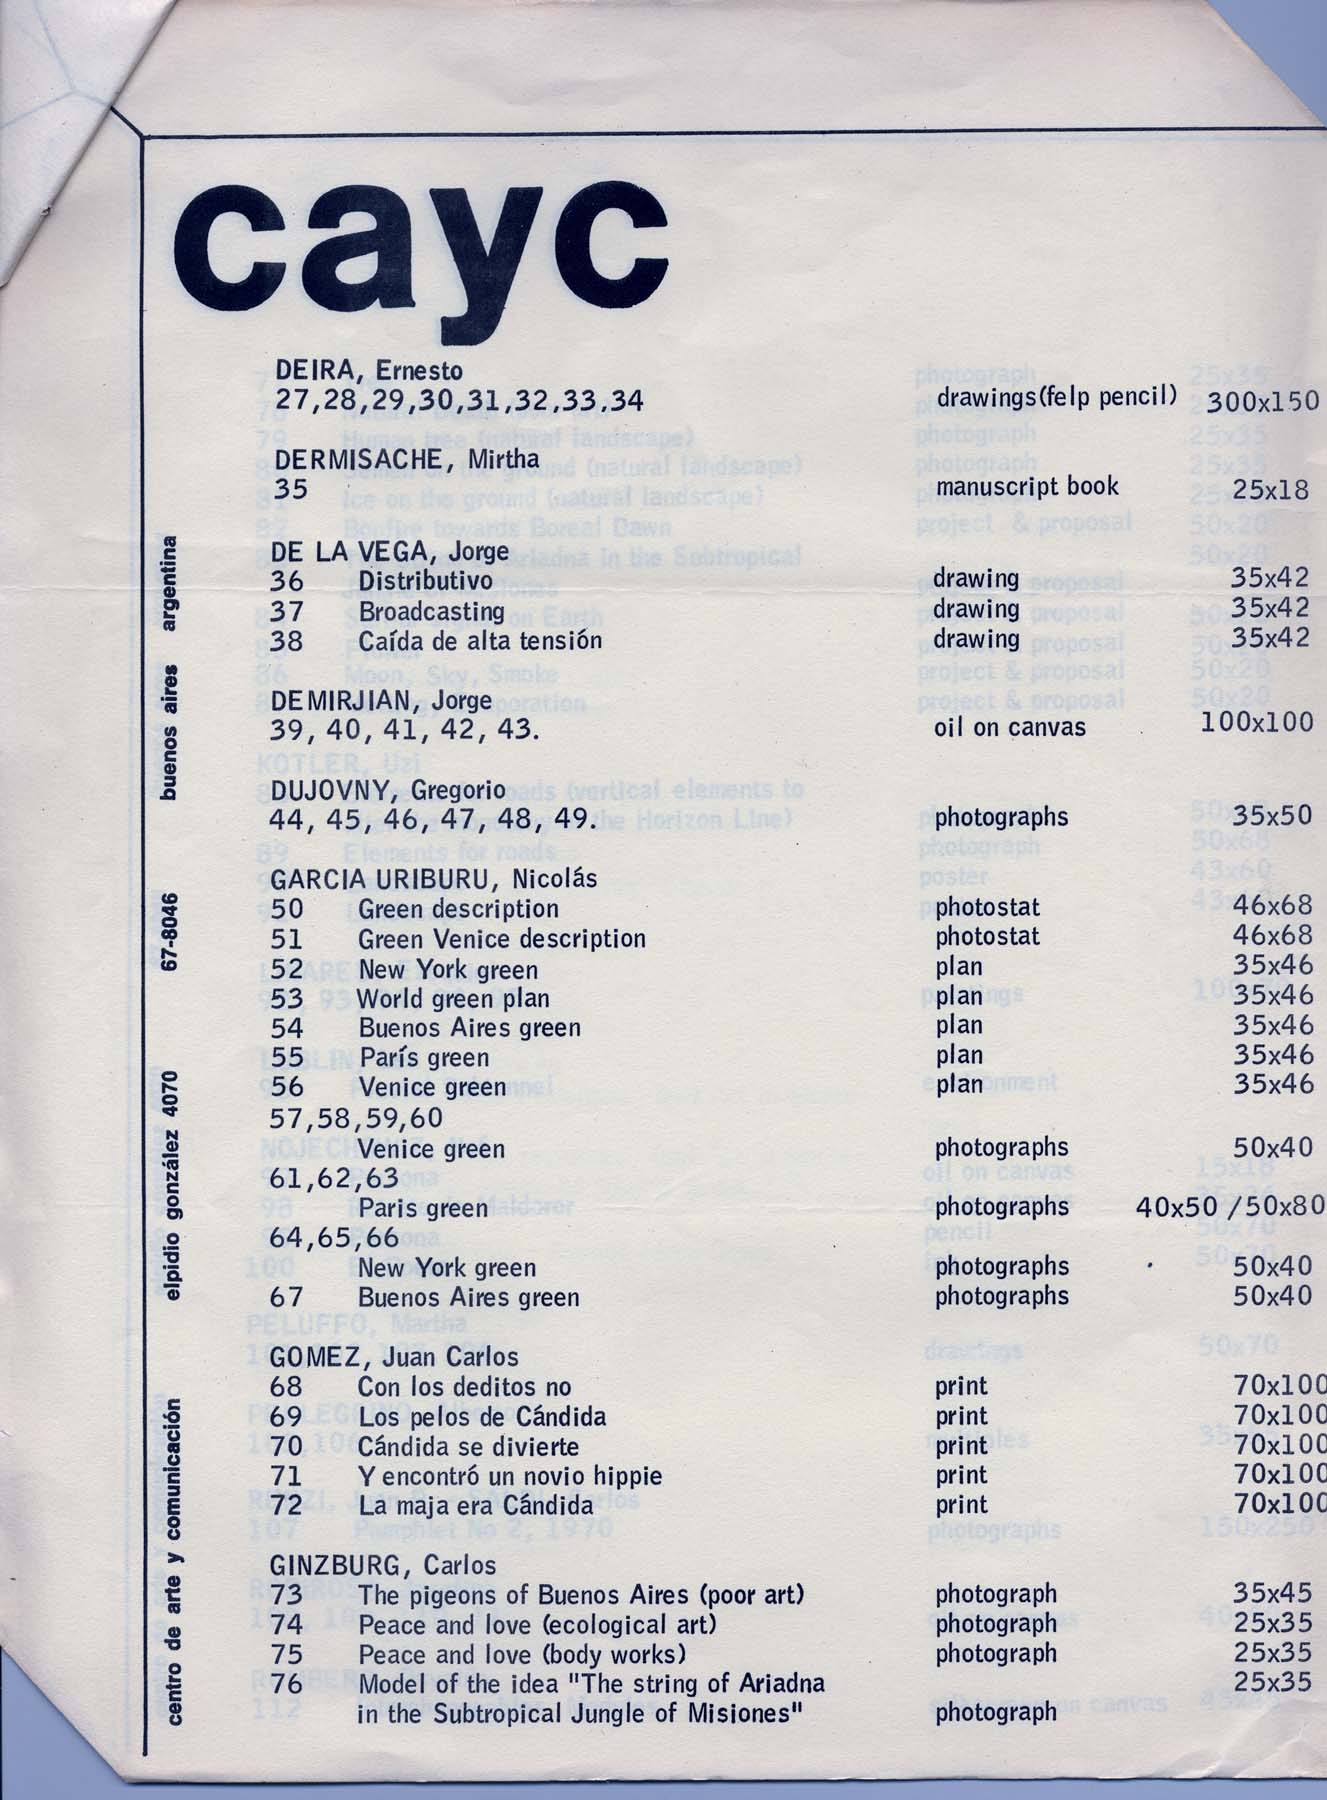 cayc
DEIRA, Ernesto
27,28,29,30,31,32,33,34 drawings(felp pencil) 300x150
DERMISACHE, Mirtha
35 manuscript book 25x18
DE LA VEGA, Jorge
36 Distributivo drawing 35x42
37 Broadcasting drawing 35x42
38 Caída de alta tensión drawing 35x42
DEMIRJIAN, Jorge
39, 40, 41, 42, 43. oil on canvas 100x100
DUJOVNY, Gregorio
44, 45, 46, 47, 48, 49. photographs 35x50
GARCIA URIBURU, Nicolás
50 Green description photostat 46x68
51 Green Venice description photostat 46x68
52 New York green plan 35x46
53 World green plan plan 35x46
54 Buenos Aires green plan 35x46
55 París green plan 35x46
56 Venice green plan 35x46
57,58,59,60
Venice green photographs 50x40
61,62,63
Paris green photographs 40x50 / 50x80
64,65,66
New York green photographs 50x40
67 Buenos Aires green photographs 50x40
GOMEZ, Juan Carlos
68 Con los deditos no print 70x100
69 Los pelos de Cándida print 70x100
70 Cándida se divierte print 70x100
71 Y encontró un novio hippie print 70x100
72 La maja era Cándida print 70x100
GINZBURG, Carlos
73 The pigeons of Buenos Aires (poor art) photograph 35x45
74 Peace and love (ecological art) photograph 25x35
75 Peace and love (body works) photograph 25x35
76 Model of the idea "The string of Ariadna 25x35
in the Subtropical Jungle of Misiones" photograph
centro de arte y comunicación elpidio gonzález 4070 67-8046 buenos aires argentina